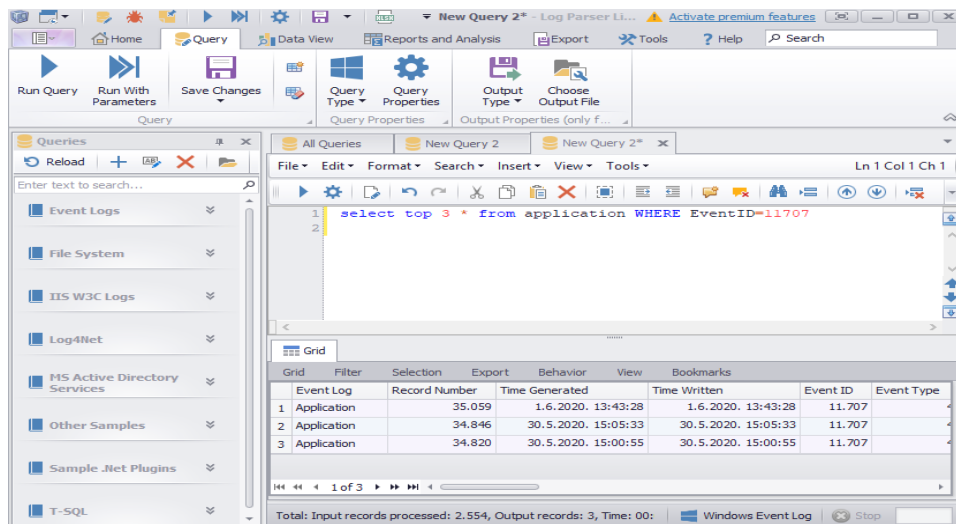 New Query 2* - Log Parser Li... Activate premium features
Home Query Data View Reports and Analysis Export Tools ? Help Search
Run Query
Run With Parameters
Save Changes
Query Type
Query Properties
Output Type
Choose Output File
Query Query Properties Output Properties (only f...
Queries
Reload
Enter text to search...
Event Logs
File System
IIS W3C Logs
Log4Net
MS Active Directory Services
Other Samples
Sample .Net Plugins
T-SQL
All Queries New Query 2 New Query 2*
File Edit Format Search Insert View Tools Ln 1 Col 1 Ch 1
1 select top 3 * from application WHERE EventID=11707
2
Grid
Grid Filter Selection Export Behavior View Bookmarks
Event Log Record Number Time Generated Time Written Event ID Event Type
1 Application 35.059 1.6.2020. 13:43:28 1.6.2020. 13:43:28 11.707
2 Application 34.846 30.5.2020. 15:05:33 30.5.2020. 15:05:33 11.707
3 Application 34.820 30.5.2020. 15:00:55 30.5.2020. 15:00:55 11.707
1 of 3
Total: Input records processed: 2.554, Output records: 3, Time: 00: Windows Event Log Stop